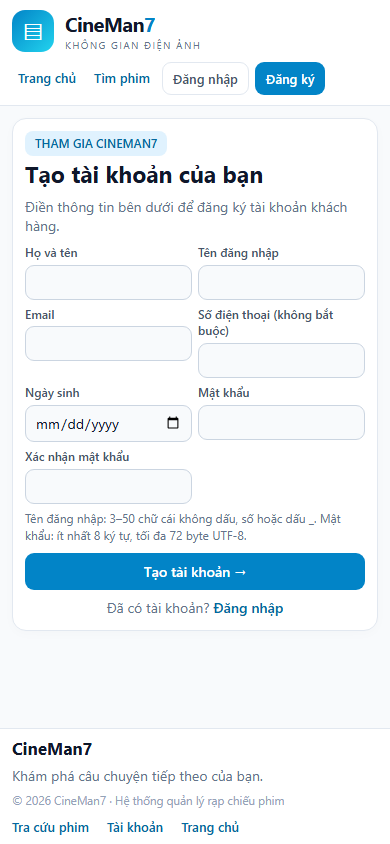 CineMan7
KHÔNG GIAN ĐIỆN ẢNH
Trang chủ
Tìm phim
Đăng nhập
Đăng ký
THAM GIA CINEMAN7
Tạo tài khoản của bạn
Điền thông tin bên dưới để đăng ký tài khoản khách
hàng.
Họ và tên
Tên đăng nhập
Email
Số điện thoại (không bắt
buộc)
Ngày sinh
Mật khẩu
mm/dd/yyyy
Xác nhận mật khẩu
Tên đăng nhập: 3–50 chữ cái không dấu, số hoặc dấu _. Mật
khẩu: ít nhất 8 ký tự, tối đa 72 byte UTF-8.
Tạo tài khoản →
Đã có tài khoản? Đăng nhập
CineMan7
Khám phá câu chuyện tiếp theo của bạn.
© 2026 CineMan7 · Hệ thống quản lý rạp chiếu phim
Tra cứu phim
Tài khoản
Trang chủ